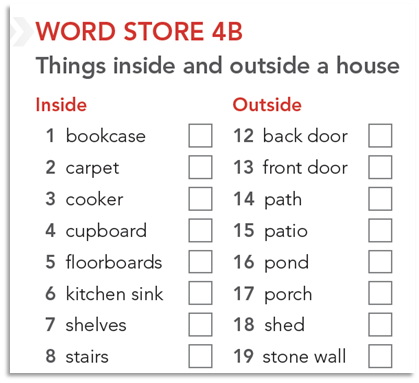 WORD STORE 4B
Things inside and outside a house
Inside
1 bookcase
2 carpet
3 cooker
4 cupboard
5 floorboards
6 kitchen sink
7 shelves
8 stairs
Outside
12 back door
13 front door
14 path
15 patio
16 pond
17 porch
18 shed
19 stone wall